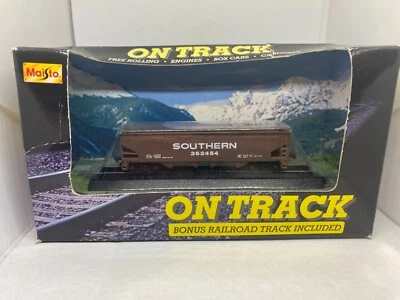 ON TRACK
FREE ROLLING • ENGINES • BOX CARS
Maisto
SOUTHERN
352454
ON TRACK
BONUS RAILROAD TRACK INCLUDED